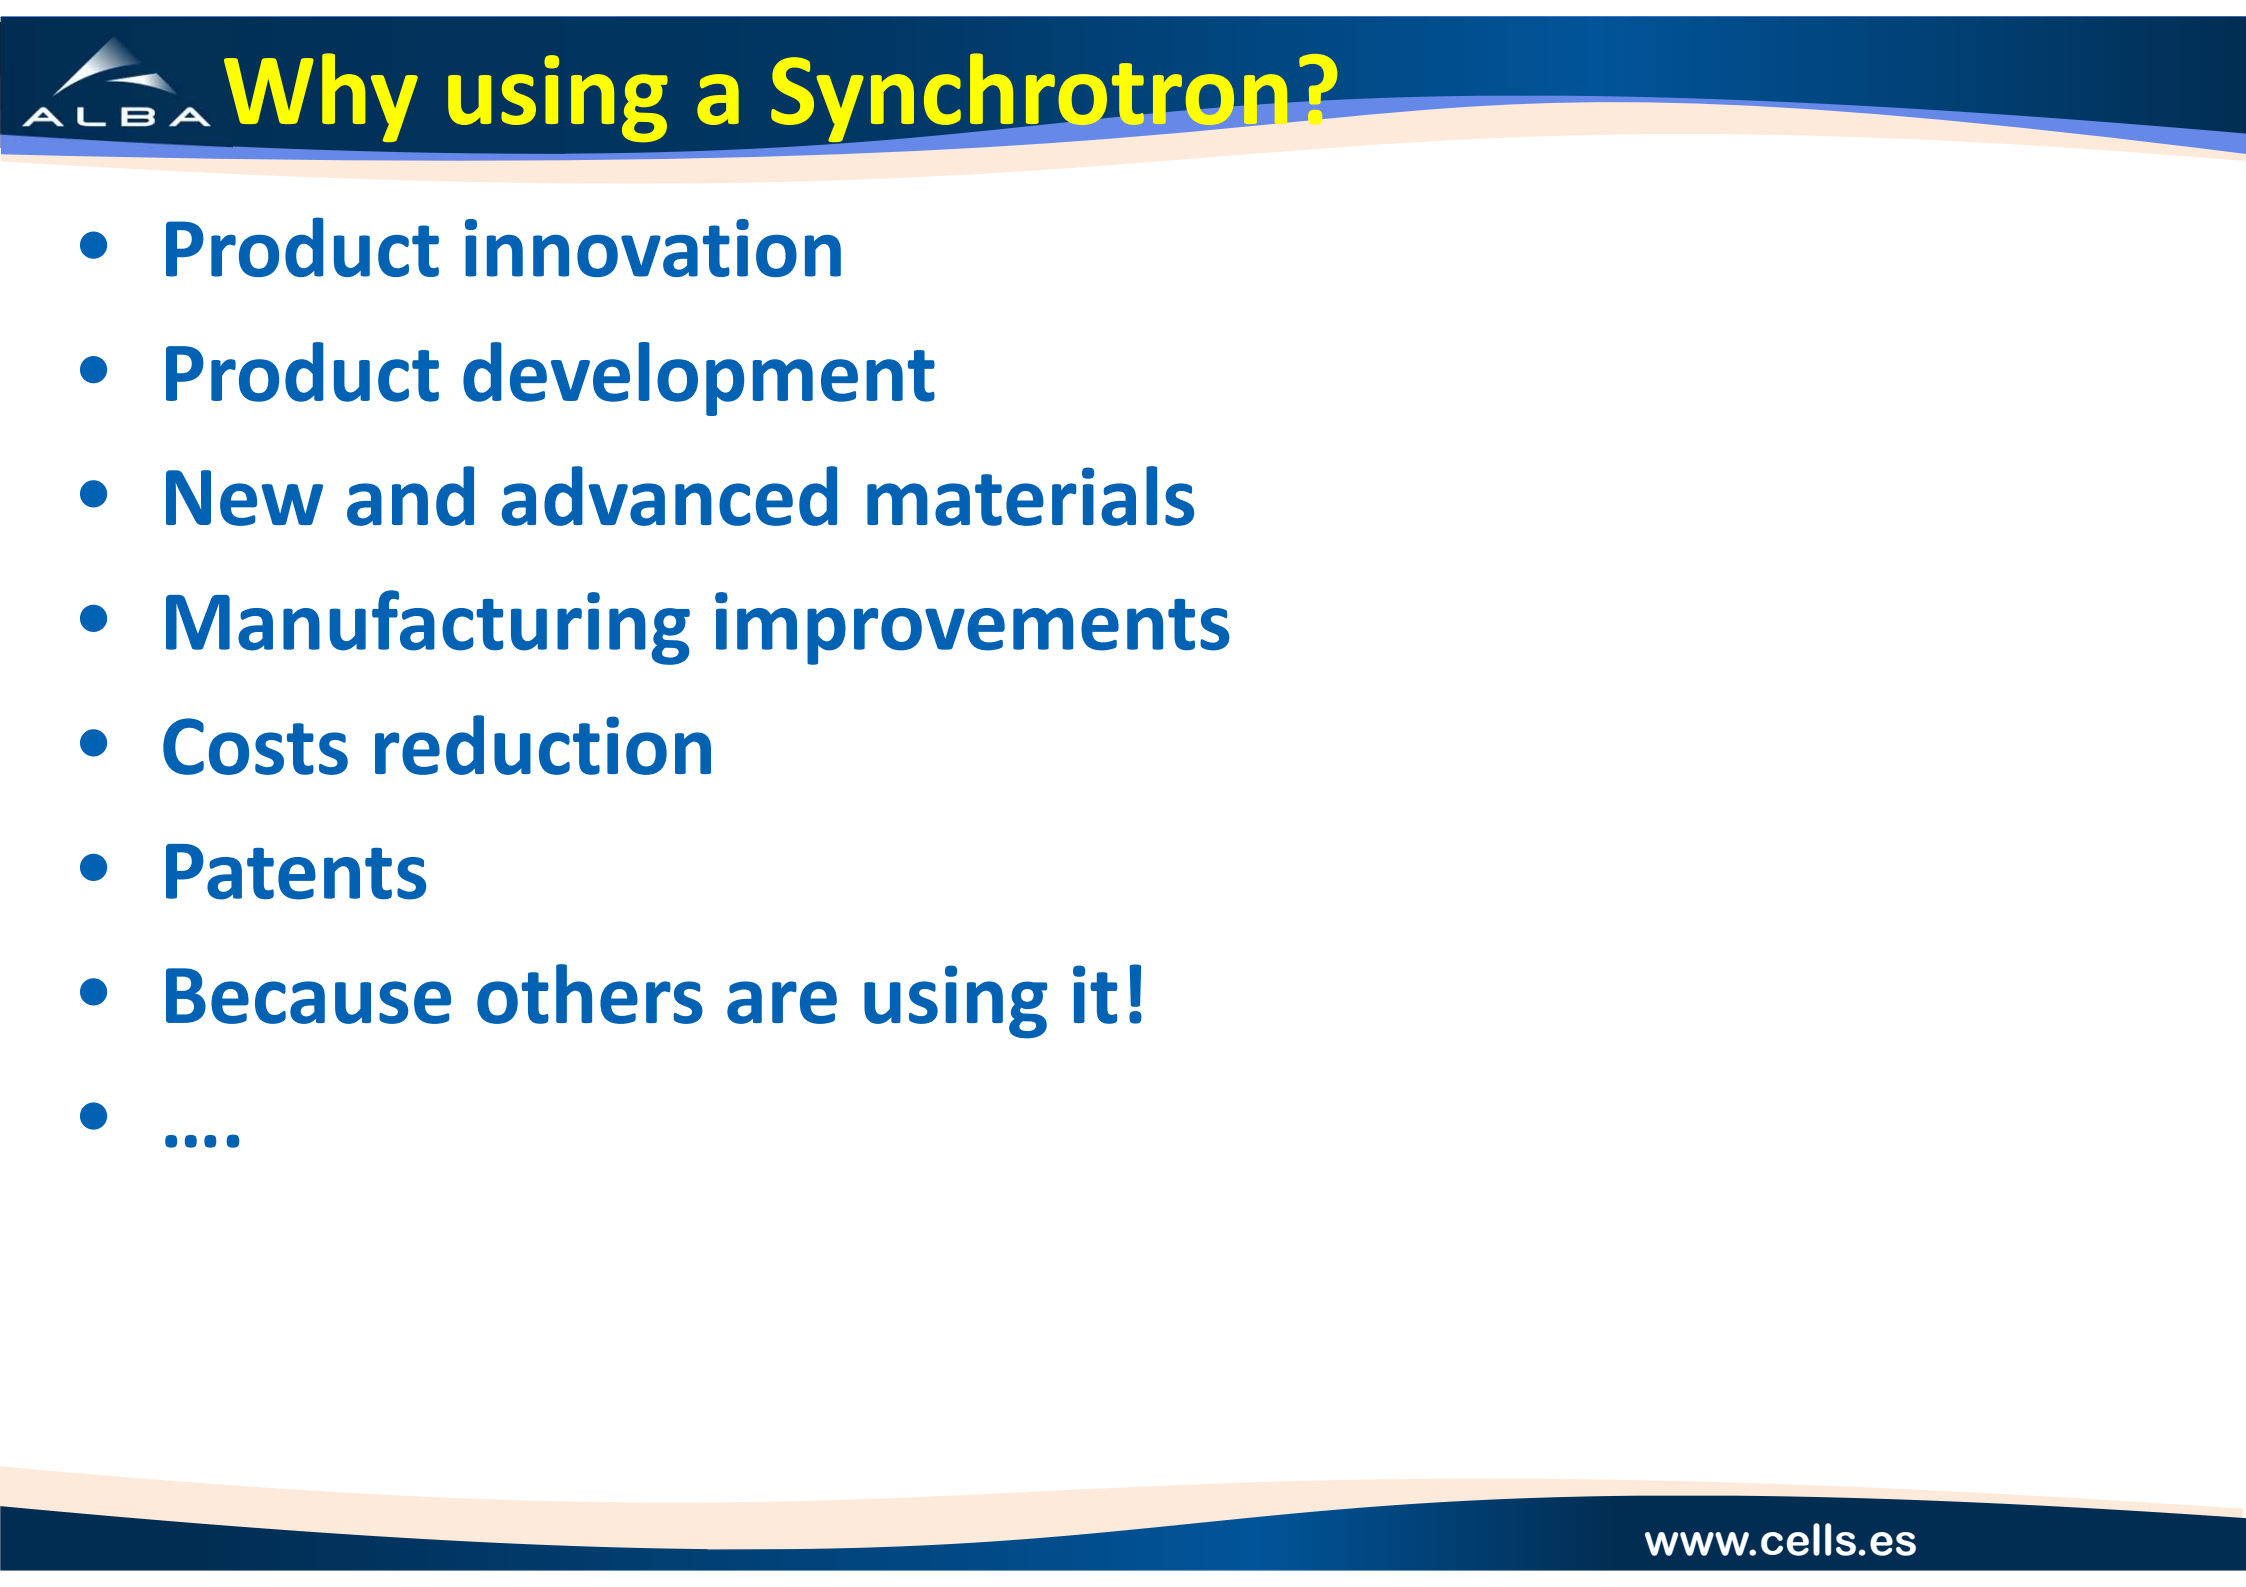 ALBA
Why using a Synchrotron?
• Product innovation
• Product development
• New and advanced materials
• Manufacturing improvements
• Costs reduction
• Patents
• Because others are using it!
• ….
www.cells.es